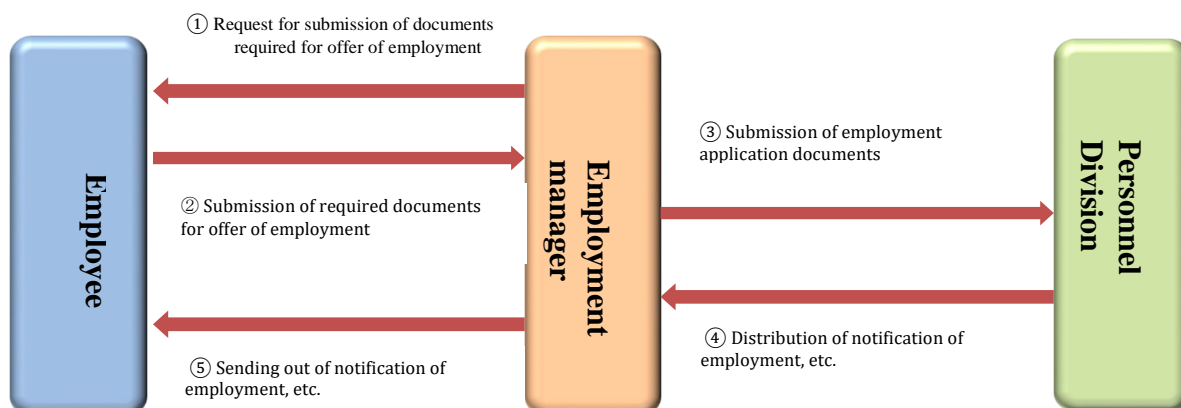 ① Request for submission of documents
required for offer of employment
Employee
② Submission of required documents
for offer of employment
Employment
manager
③ Submission of employment
application documents
Personnel
Division
④ Distribution of notification of
employment, etc.
⑤ Sending out of notification of
employment, etc.